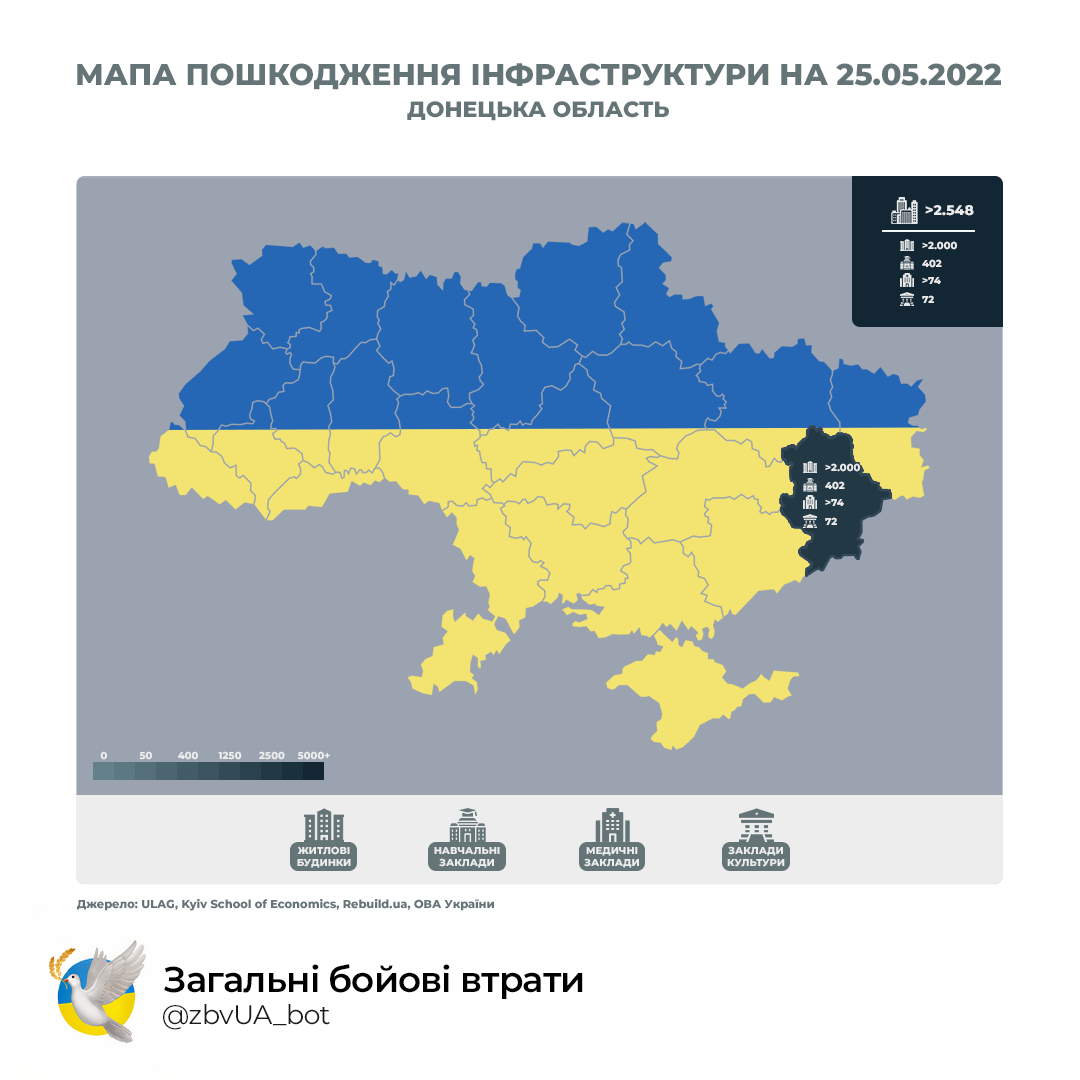 МАПА ПОШКОДЖЕННЯ ІНФРАСТРУКТУРИ НА 25.05.2022
ДОНЕЦЬКА ОБЛАСТЬ
>2.548
>2.000
402
>74
72
>2.000
402
>74
72
0 50 400 1250 2500 5000+
ЖИТЛОВІ
БУДИНКИ
НАВЧАЛЬНІ
ЗАКЛАДИ
МЕДИЧНІ
ЗАКЛАДИ
ЗАКЛАДИ
КУЛЬТУРИ
Джерело: ULAG, Kyiv School of Economics, Rebuild.ua, ОВА України
Загальні бойові втрати
@zbvUA_bot